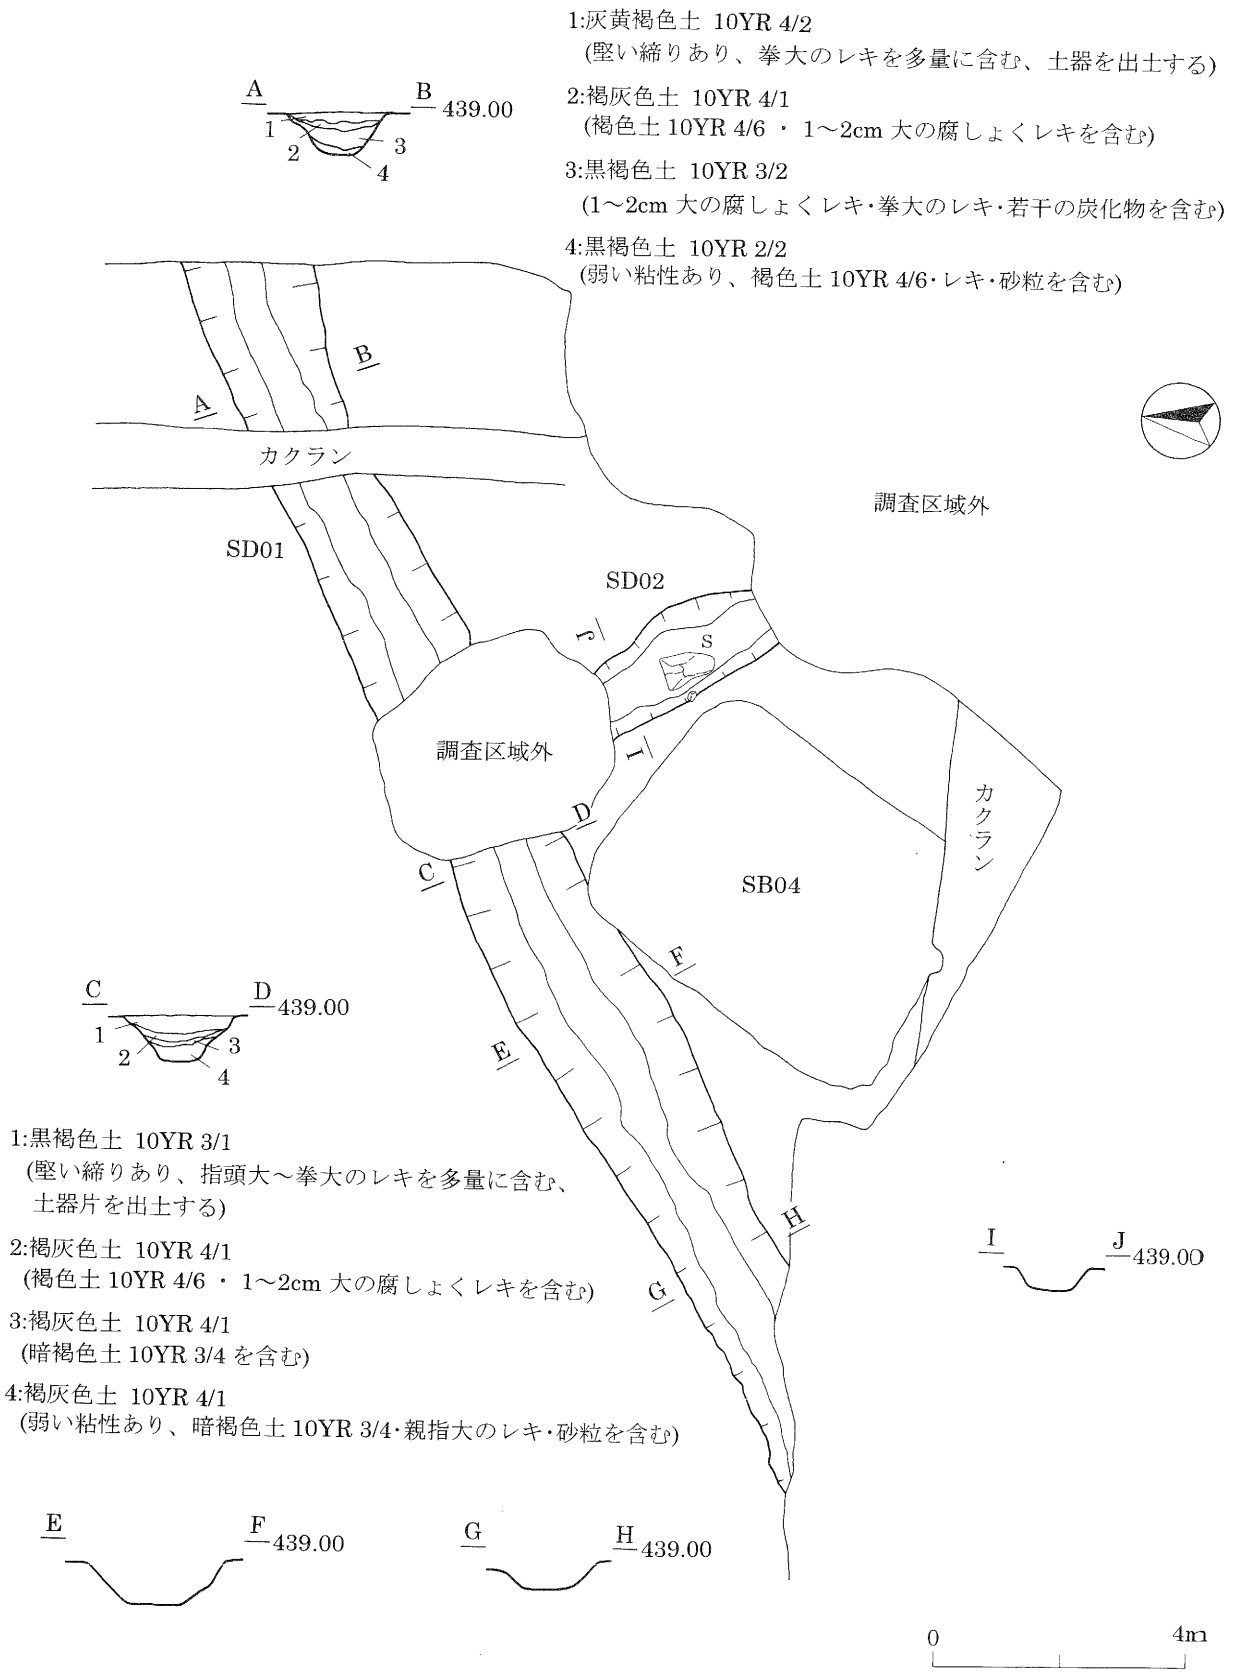 1:灰黄褐色土 10YR 4/2
(堅い締りあり、拳大のレキを多量に含む、土器を出土する)
2:褐灰色土 10YR 4/1
(褐色土 10YR 4/6 ・ 1～2cm 大の腐しょくレキを含む)
3:黒褐色土 10YR 3/2
(1～2cm 大の腐しょくレキ・拳大のレキ・若干の炭化物を含む)
4:黒褐色土 10YR 2/2
(弱い粘性あり、褐色土 10YR 4/6・レキ・砂粒を含む)
A B 439.00
1
2
3
4
B
A
カクラン
調査区域外
SD01
SD02
J
S
調査区域外
I
D
カクラン
C
SB04
F
C D 439.00
1
2
3
4
E
1:黒褐色土 10YR 3/1
(堅い締りあり、指頭大～拳大のレキを多量に含む、
土器片を出土する)
2:褐灰色土 10YR 4/1
(褐色土 10YR 4/6 ・ 1～2cm 大の腐しょくレキを含む)
3:褐灰色土 10YR 4/1
(暗褐色土 10YR 3/4 を含む)
4:褐灰色土 10YR 4/1
(弱い粘性あり、暗褐色土 10YR 3/4・親指大のレキ・砂粒を含む)
H
G
I J 439.00
E F 439.00
G H 439.00
0 4m